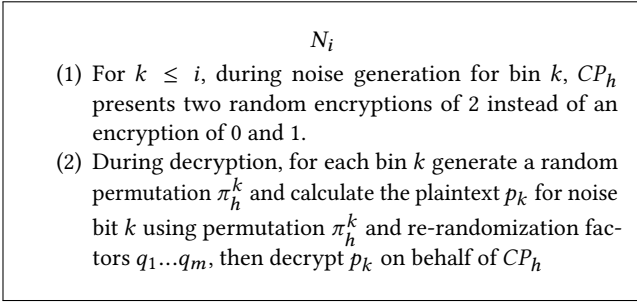 N_i
(1) For k ≤ i, during noise generation for bin k, CP_h
presents two random encryptions of 2 instead of an
encryption of 0 and 1.
(2) During decryption, for each bin k generate a random
permutation π_h^k and calculate the plaintext p_k for noise
bit k using permutation π_h^k and re-randomization fac-
tors q_1...q_m, then decrypt p_k on behalf of CP_h